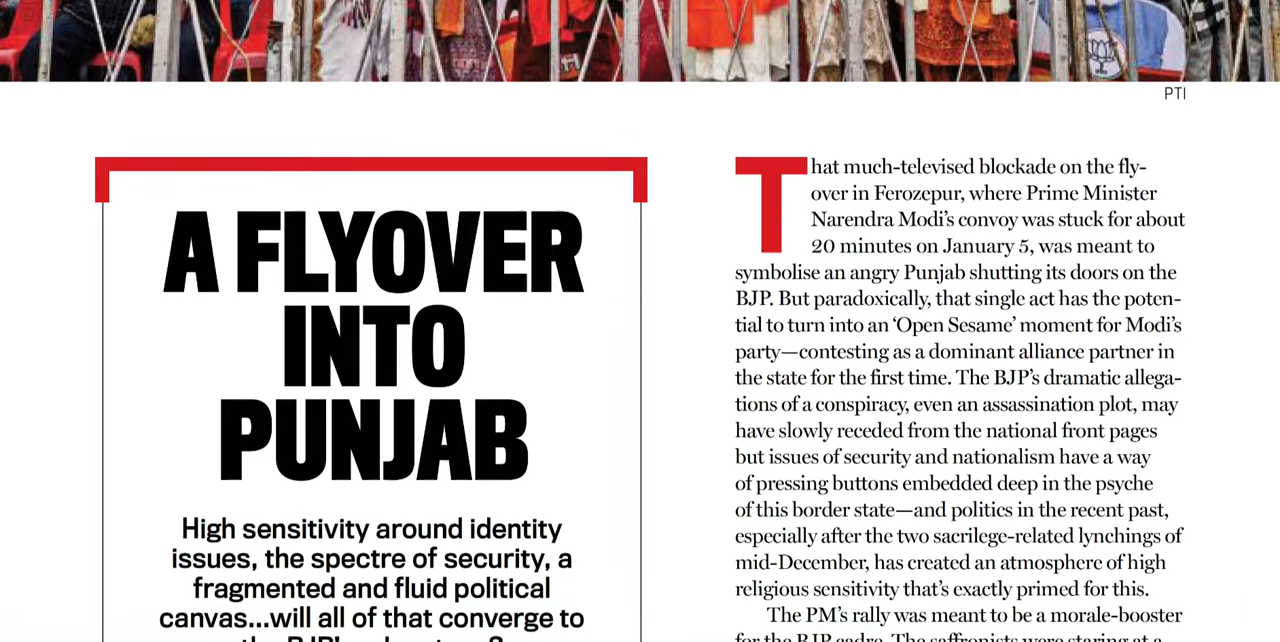 PTI
A FLYOVER
INTO
PUNJAB
High sensitivity around identity
issues, the spectre of security, a
fragmented and fluid political
canvas...will all of that converge to
That much-televised blockade on the fly-
over in Ferozepur, where Prime Minister
Narendra Modi’s convoy was stuck for about
20 minutes on January 5, was meant to
symbolise an angry Punjab shutting its doors on the
BJP. But paradoxically, that single act has the poten-
tial to turn into an ‘Open Sesame’ moment for Modi’s
party—contesting as a dominant alliance partner in
the state for the first time. The BJP’s dramatic allega-
tions of a conspiracy, even an assassination plot, may
have slowly receded from the national front pages
but issues of security and nationalism have a way
of pressing buttons embedded deep in the psyche
of this border state—and politics in the recent past,
especially after the two sacrilege-related lynchings of
mid-December, has created an atmosphere of high
religious sensitivity that’s exactly primed for this.
The PM’s rally was meant to be a morale-booster
for the BJP cadre. The saffronists were staring at a